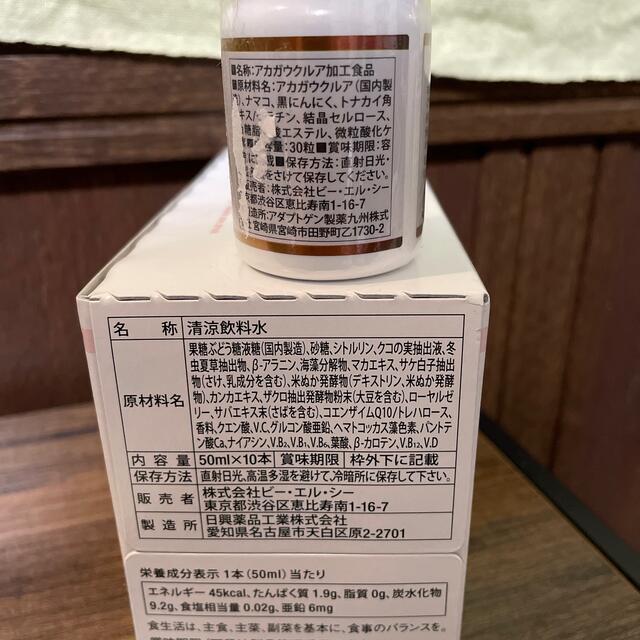 ■名称:アカガウクルア加工食品
■原材料名:アカガウクルア(国内製
、ナマコ、黒にんにく、トナカイ角
チン、結晶セルロース、
エステル、微粒酸化ケ
容量:30粒■賞味期限:容
載■保存方法:直射日光・
をさけて保存してください。
売者:株式会社ビー・エル・シー
東京都渋谷区恵比寿南1-16-7
造所:アダプトゲン製薬九州株式
宮崎県宮崎市田野町乙1730-2
名 称 清涼飲料水
原材料名
果糖ぶどう糖液糖(国内製造)、砂糖、シトルリン、クコの実抽出液、冬
虫夏草抽出物、β-アラニン、海藻分解物、マカエキス、サケ白子抽出
物(さけ、乳成分を含む)、米ぬか発酵物(デキストリン、米ぬか発酵
物)、カンカエキス、ザクロ抽出発酵物粉末(大豆を含む)、ローヤルゼ
リー、サバエキス末(さばを含む)、コエンザイムQ10/トレハロース、
香料、クエン酸、V.C、グルコン酸亜鉛、ヘマトコッカス藻色素、パントテ
ン酸Ca、ナイアシン、V.B₂、V.B₁、V.B₆、葉酸、β-カロテン、V.B₁₂、V.D
内 容 量 50ml×10本 賞味期限 枠外下に記載
保存方法 直射日光、高温多湿を避けて、冷暗所に保存して下さい。
販 売 者 株式会社ビー・エル・シー
東京都渋谷区恵比寿南1-16-7
製 造 所 日興薬品工業株式会社
愛知県名古屋市天白区原2-2701
栄養成分表示 1本(50ml)当たり
エネルギー 45kcal、たんぱく質 1.9g、脂質 0g、炭水化物
9.2g、食塩相当量 0.02g、亜鉛 6mg
食生活は、主食、主菜、副菜を基本に、食事のバランスを。